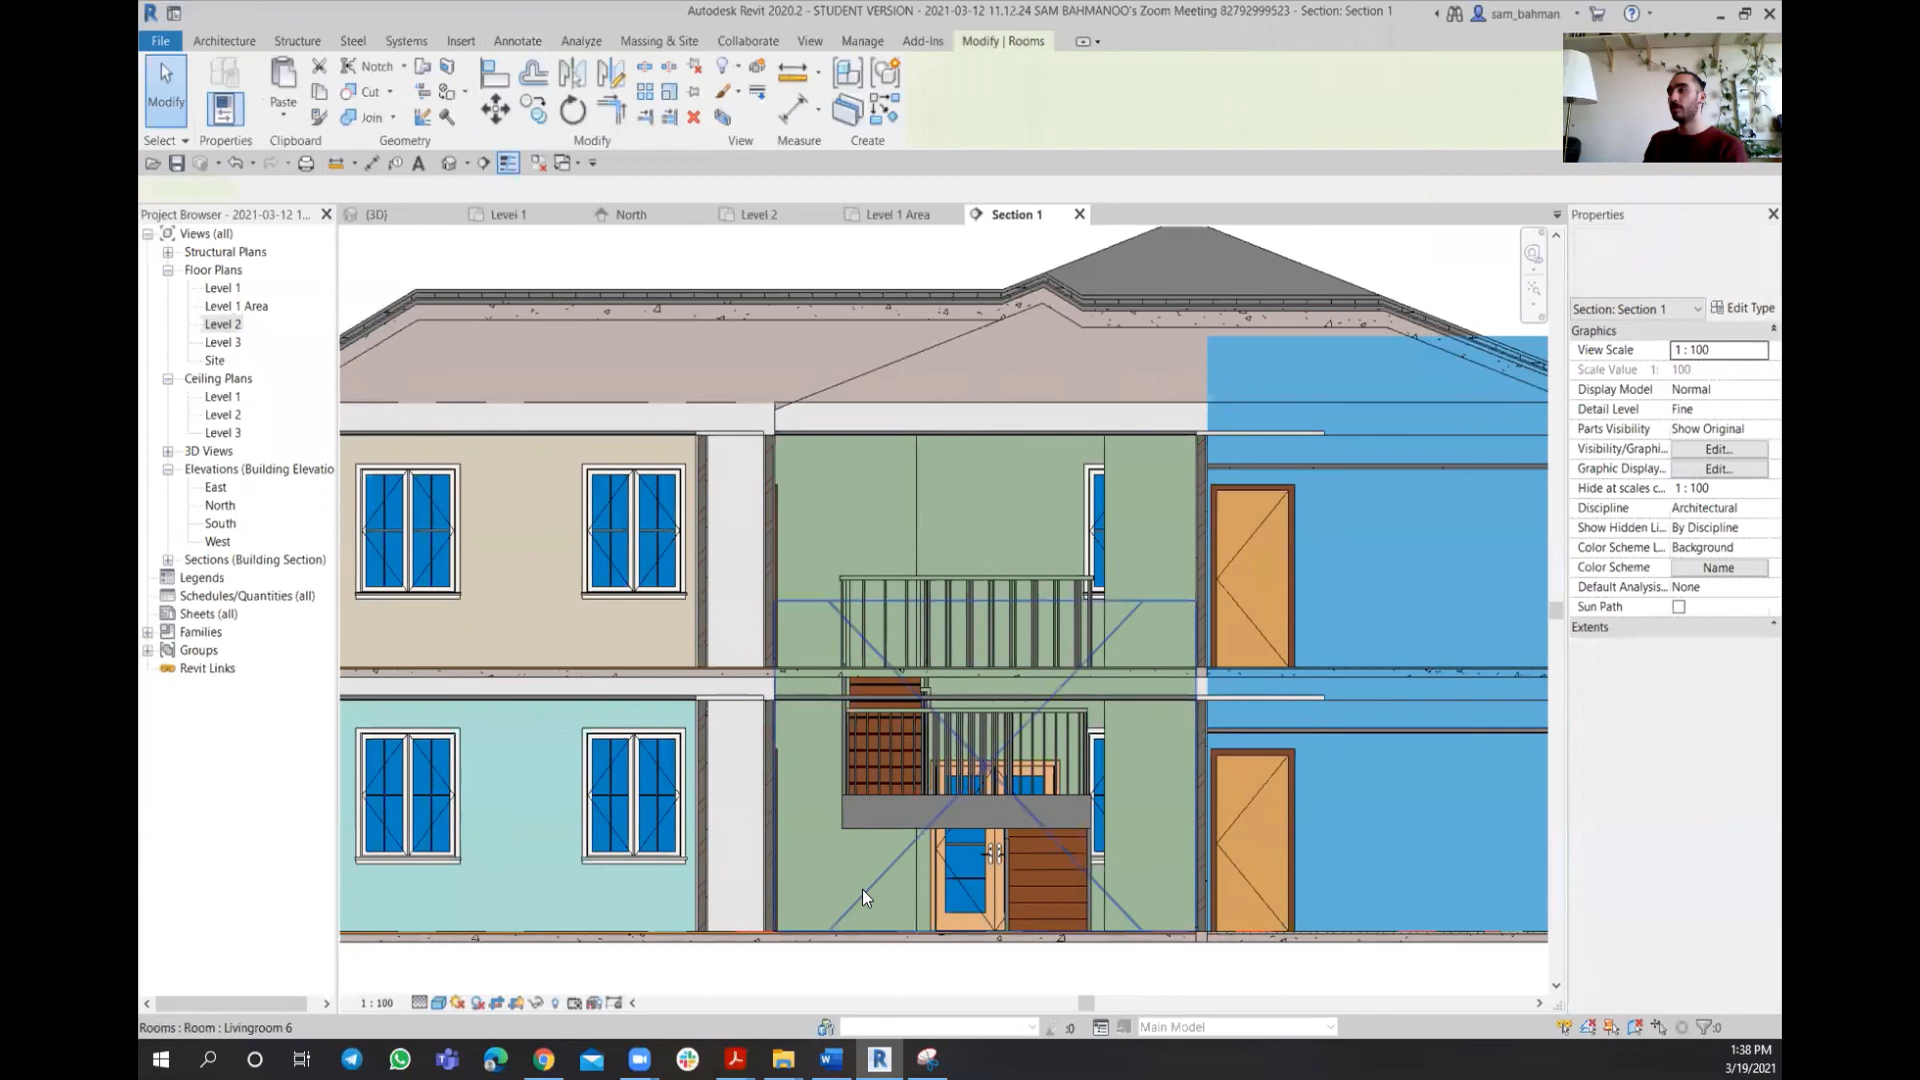 Autodesk Revit 2020.2 - STUDENT VERSION - 2021-03-12 11.12.24 SAM BAHMANOO's Zoom Meeting 82792999523 - Section: Section 1
sam_bahman
File Architecture Structure Steel Systems Insert Annotate Analyze Massing & Site Collaborate View Manage Add-Ins Modify | Rooms
Modify
Paste
Notch
Cut
Join
Select Properties Clipboard Geometry Modify View Measure Create
Project Browser - 2021-03-12 1...
{3D} Level 1 North Level 2 Level 1 Area Section 1
Properties
Views (all)
Structural Plans
Floor Plans
Level 1
Level 1 Area
Level 2
Level 3
Site
Ceiling Plans
Level 1
Level 2
Level 3
3D Views
Elevations (Building Elevatio
East
North
South
West
Sections (Building Section)
Legends
Schedules/Quantities (all)
Sheets (all)
Families
Groups
Revit Links
Section: Section 1 Edit Type
Graphics
View Scale 1 : 100
Scale Value 1: 100
Display Model Normal
Detail Level Fine
Parts Visibility Show Original
Visibility/Graphi... Edit...
Graphic Display... Edit...
Hide at scales c... 1 : 100
Discipline Architectural
Show Hidden Li... By Discipline
Color Scheme L... Background
Color Scheme Name
Default Analysis... None
Sun Path
Extents
1 : 100
Rooms : Room : Livingroom 6
:0
Main Model
:0
1:38 PM
3/19/2021